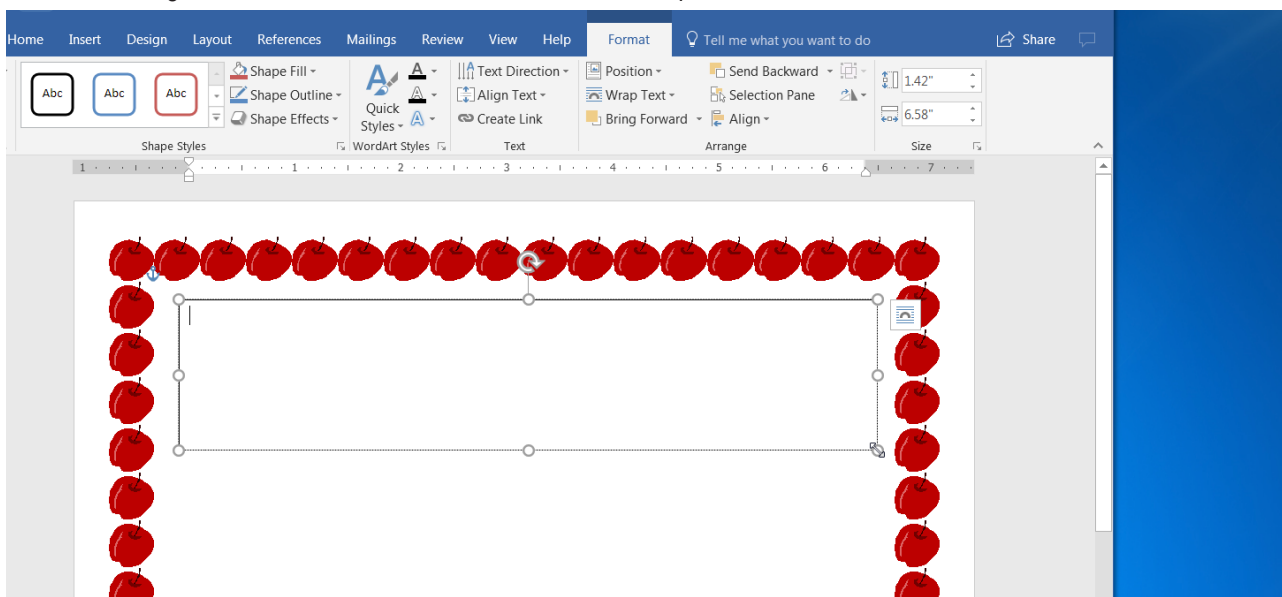 Home Insert Design Layout References Mailings Review View Help Format Tell me what you want to do Share
Abc Abc Abc
Shape Fill
Shape Outline
Shape Effects
Shape Styles
Quick
Styles
WordArt Styles
Text Direction
Align Text
Create Link
Text
Position
Wrap Text
Bring Forward
Send Backward
Selection Pane
Align
Arrange
1.42"
6.58"
Size
1 1 2 3 4 5 6 7